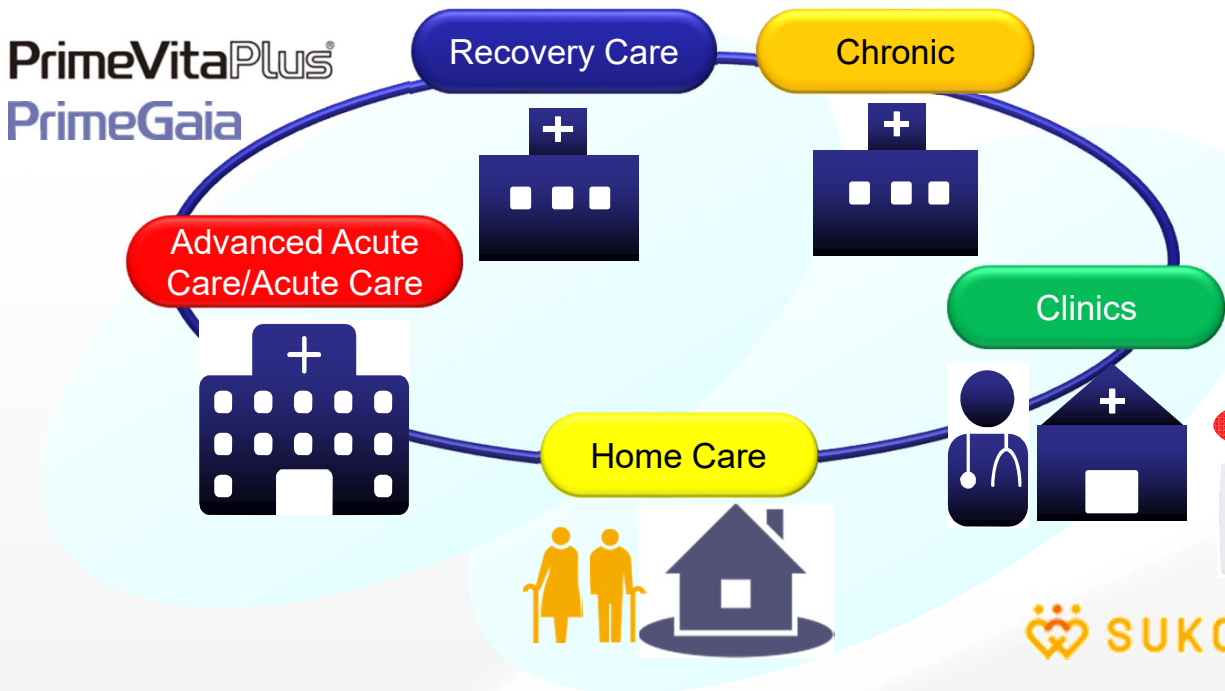 PrimeVitaPlus®
PrimeGaia
Recovery Care
Chronic
Advanced Acute
Care/Acute Care
Clinics
Home Care